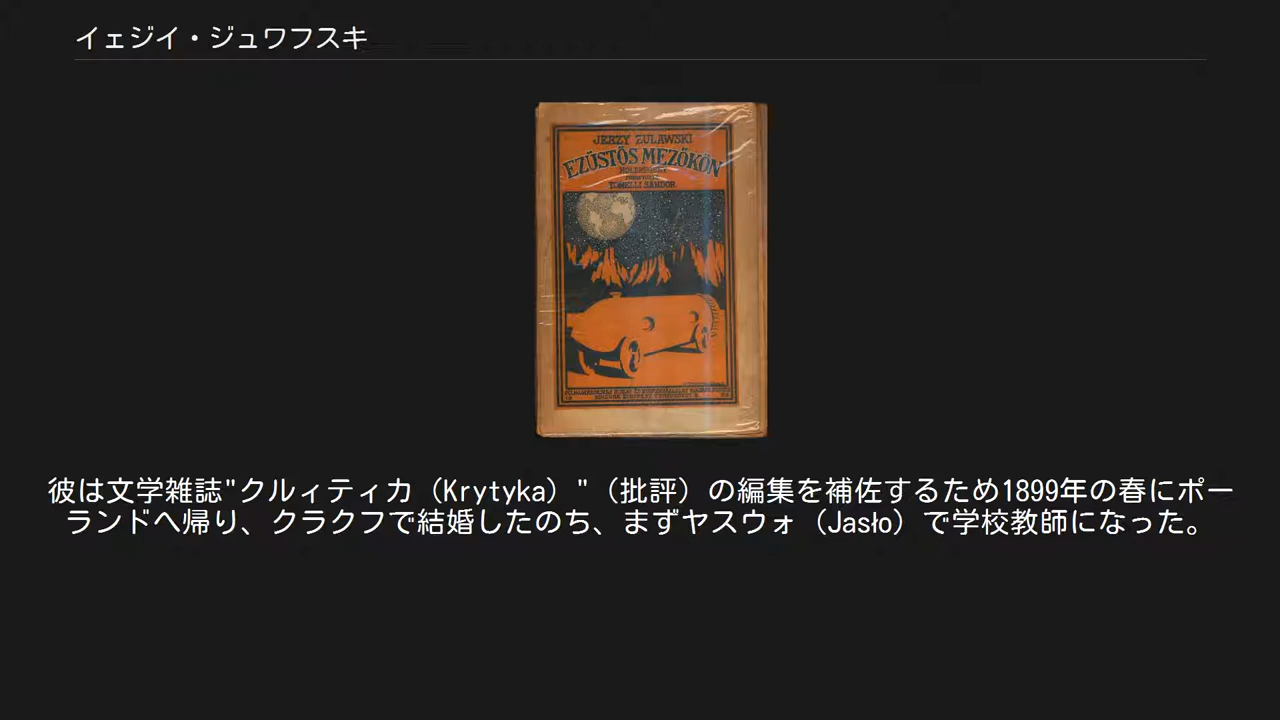 イェジイ・ジュワフスキ
JERZY ZULAWSKI
EZÜSTÖS MEZŐKÖN
HOLDREGÉNY
TOMELLI SÁNDOR
彼は文学雑誌"クルィティカ（Krytyka）"（批評）の編集を補佐するため1899年の春にポー
ランドへ帰り、クラクフで結婚したのち、まずヤスウォ（Jasło）で学校教師になった。